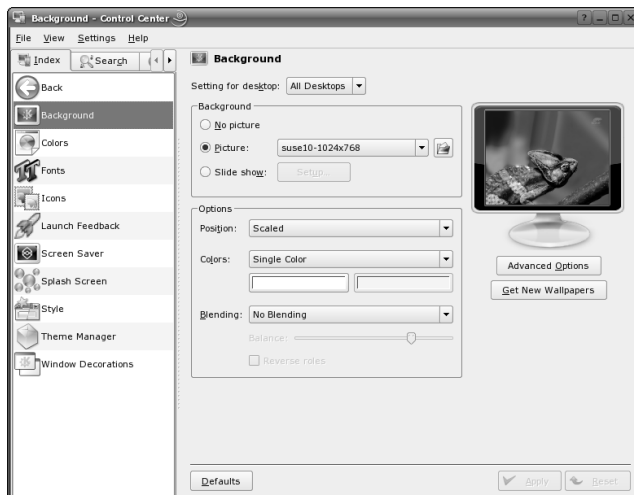 Background - Control Center
File View Settings Help
Index Search
Back
Background
Colors
Fonts
Icons
Launch Feedback
Screen Saver
Splash Screen
Style
Theme Manager
Window Decorations
Background
Setting for desktop: All Desktops
Background
No picture
Picture: suse10-1024x768
Slide show: Setup...
Options
Position: Scaled
Colors: Single Color
Blending: No Blending
Balance:
Reverse roles
Advanced Options
Get New Wallpapers
Defaults
Apply
Reset